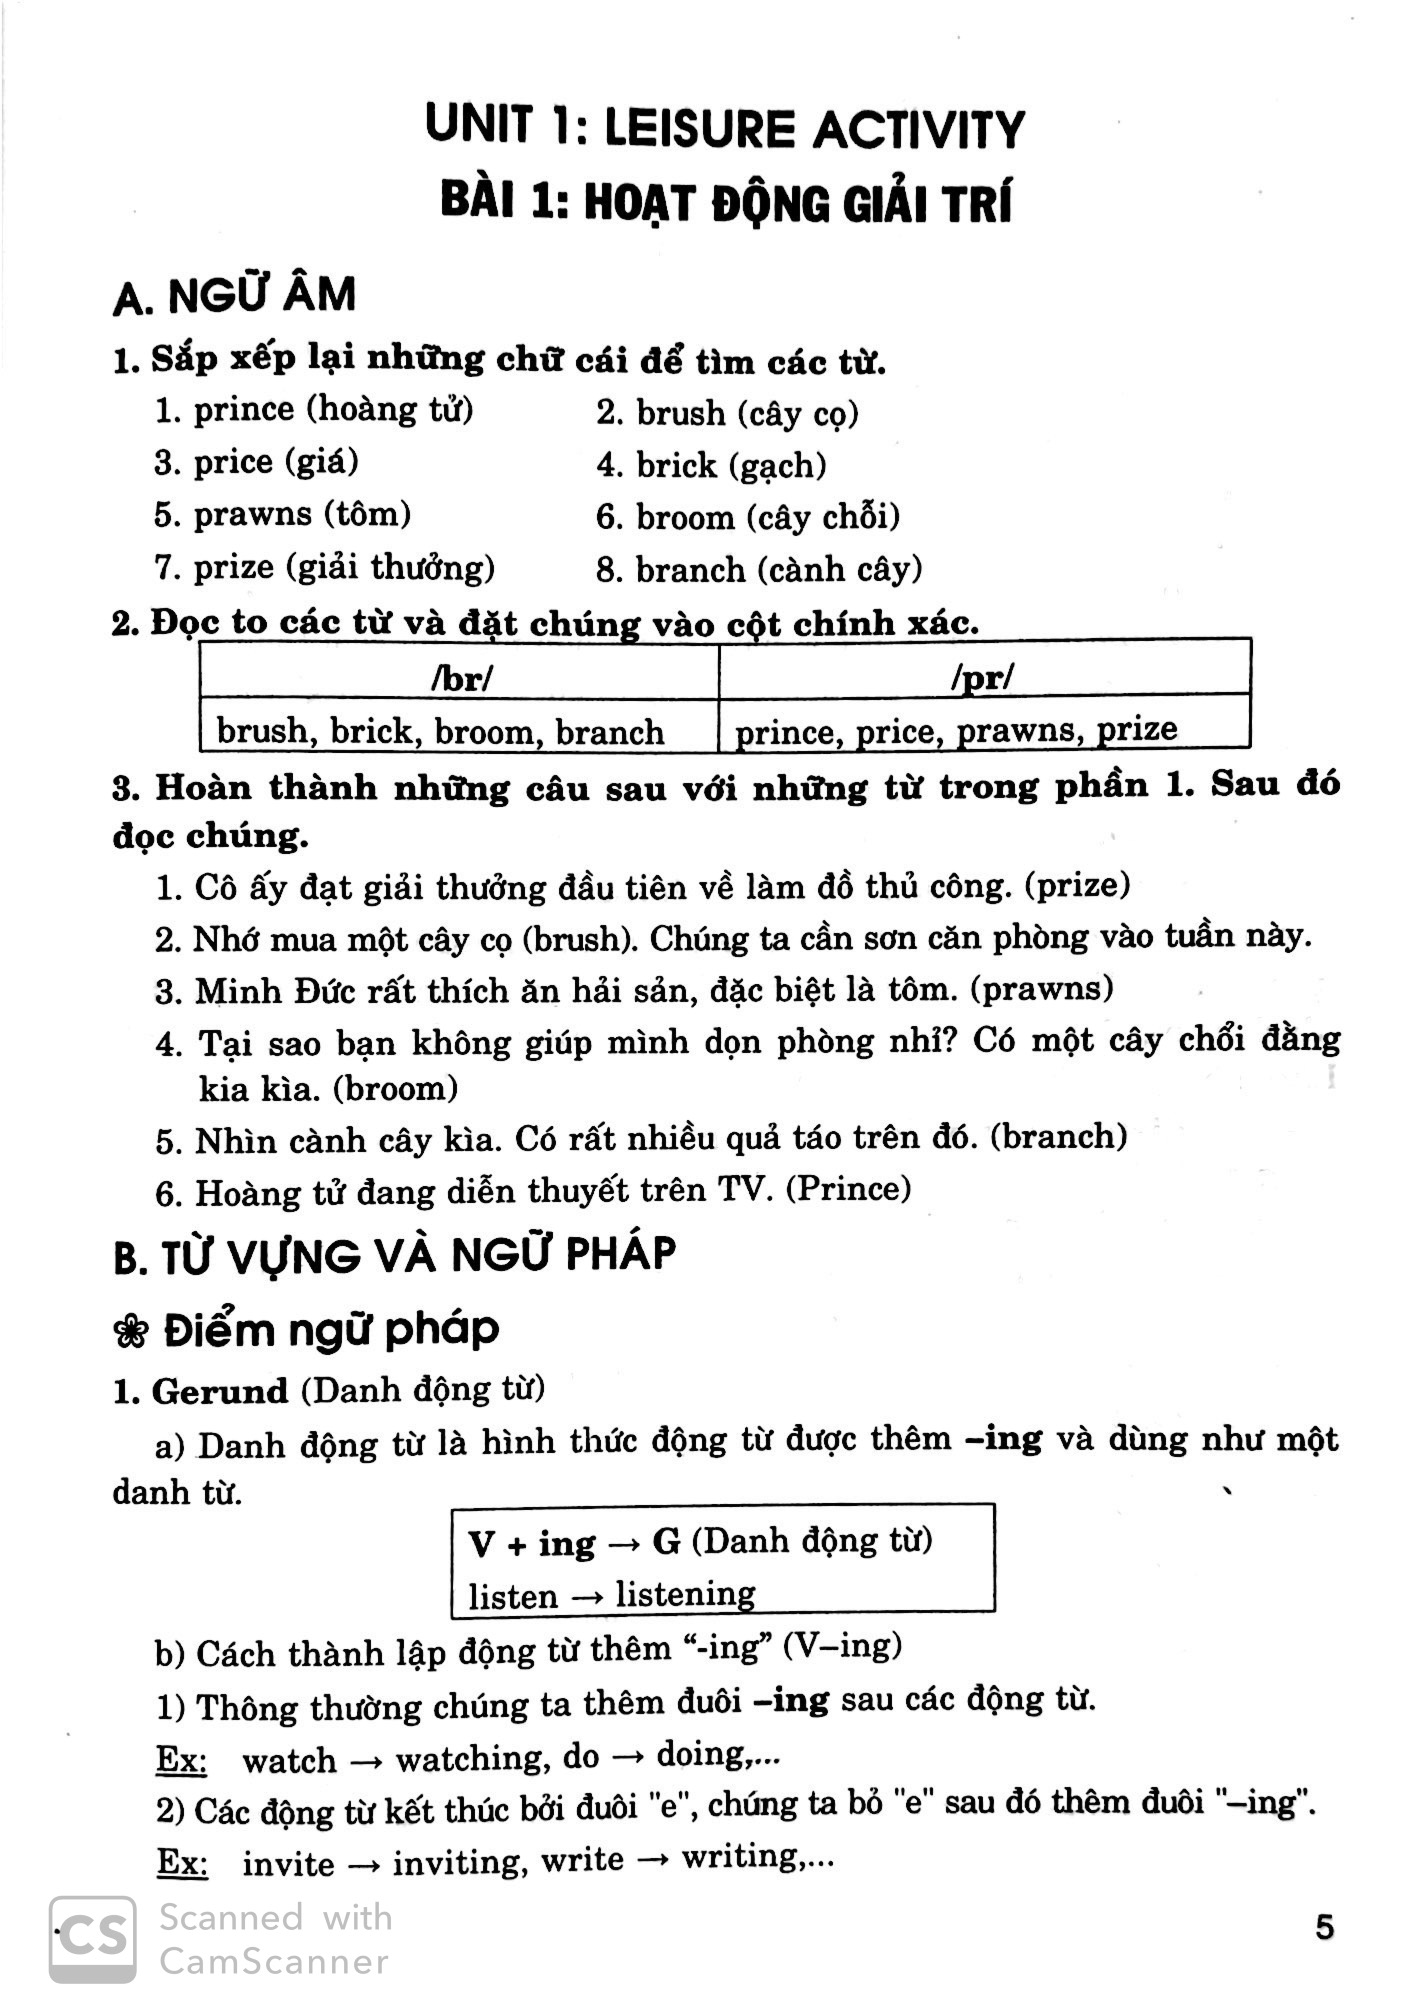 UNIT 1: LEISURE ACTIVITY
BÀI 1: HOẠT ĐỘNG GIẢI TRÍ
A. NGỮ ÂM
1. Sắp xếp lại những chữ cái để tìm các từ.
1. prince (hoàng tử) 2. brush (cây cọ)
3. price (giá) 4. brick (gạch)
5. prawns (tôm) 6. broom (cây chỗi)
7. prize (giải thưởng) 8. branch (cành cây)
2. Đọc to các từ và đặt chúng vào cột chính xác.
/br/ /pr/
brush, brick, broom, branch prince, price, prawns, prize
3. Hoàn thành những câu sau với những từ trong phần 1. Sau đó
đọc chúng.
1. Cô ấy đạt giải thưởng đầu tiên về làm đồ thủ công. (prize)
2. Nhớ mua một cây cọ (brush). Chúng ta cần sơn căn phòng vào tuần này.
3. Minh Đức rất thích ăn hải sản, đặc biệt là tôm. (prawns)
4. Tại sao bạn không giúp mình dọn phòng nhỉ? Có một cây chổi đằng
kia kìa. (broom)
5. Nhìn cành cây kìa. Có rất nhiều quả táo trên đó. (branch)
6. Hoàng tử đang diễn thuyết trên TV. (Prince)
B. TỪ VỰNG VÀ NGỮ PHÁP
❀ Điểm ngữ pháp
1. Gerund (Danh động từ)
a) Danh động từ là hình thức động từ được thêm –ing và dùng như một
danh từ.
V + ing → G (Danh động từ)
listen → listening
b) Cách thành lập động từ thêm “-ing” (V–ing)
1) Thông thường chúng ta thêm đuôi –ing sau các động từ.
Ex: watch → watching, do → doing,...
2) Các động từ kết thúc bởi đuôi "e", chúng ta bỏ "e" sau đó thêm đuôi "–ing".
Ex: invite → inviting, write → writing,...
5
CS Scanned with
CamScanner